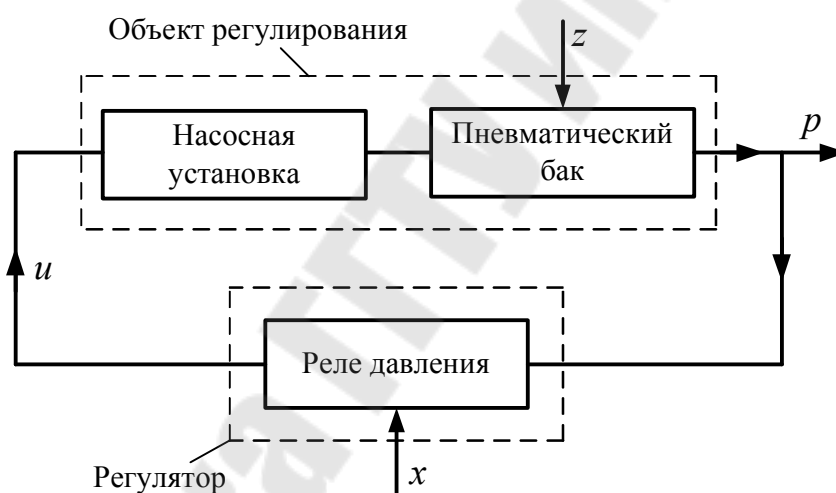 Объект регулирования
z
Насосная
установка
Пневматический
бак
p
u
Реле давления
Регулятор
x